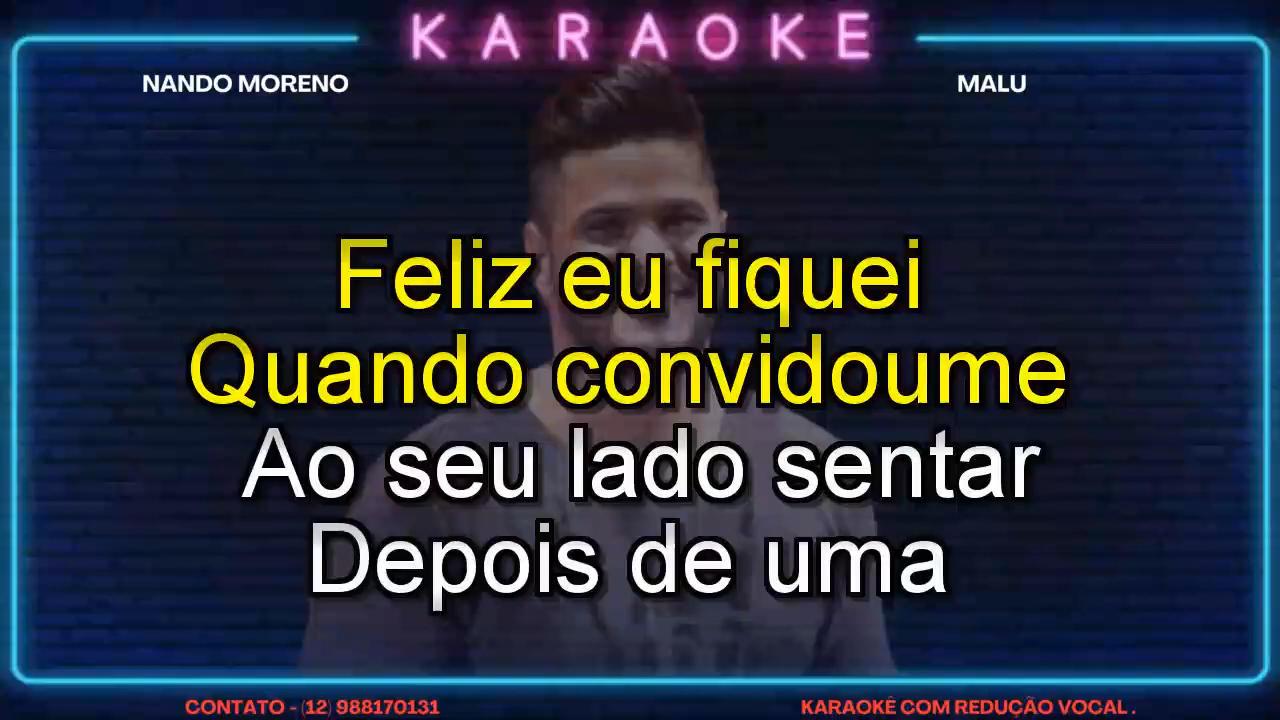 KARAOKE
NANDO MORENO
MALU
Feliz eu fiquei
Quando convidoume
Ao seu lado sentar
Depois de uma
CONTATO - (12) 988170131
KARAOKÊ COM REDUÇÃO VOCAL .